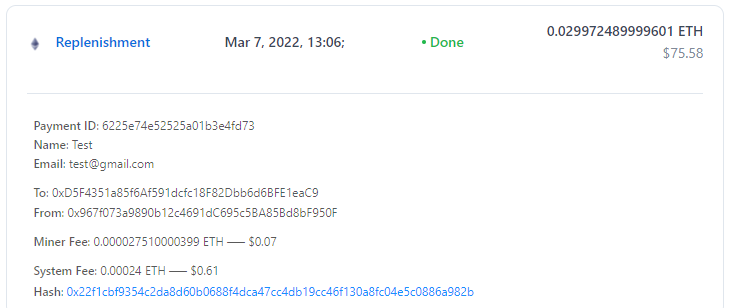 Replenishment Mar 7, 2022, 13:06; • Done 0.029972489999601 ETH
$75.58
Payment ID: 6225e74e52525a01b3e4fd73
Name: Test
Email: test@gmail.com
To: 0xD5F4351a85f6Af591dcfc18F82Dbb6d6BFE1eaC9
From: 0x967f073a9890b12c4691dC695c5BA85Bd8bF950F
Miner Fee: 0.000027510000399 ETH —– $0.07
System Fee: 0.00024 ETH —– $0.61
Hash: 0x22f1cbf9354c2da8d60b0688f4dca47cc4db19cc46f130a8fc04e5c0886a982b